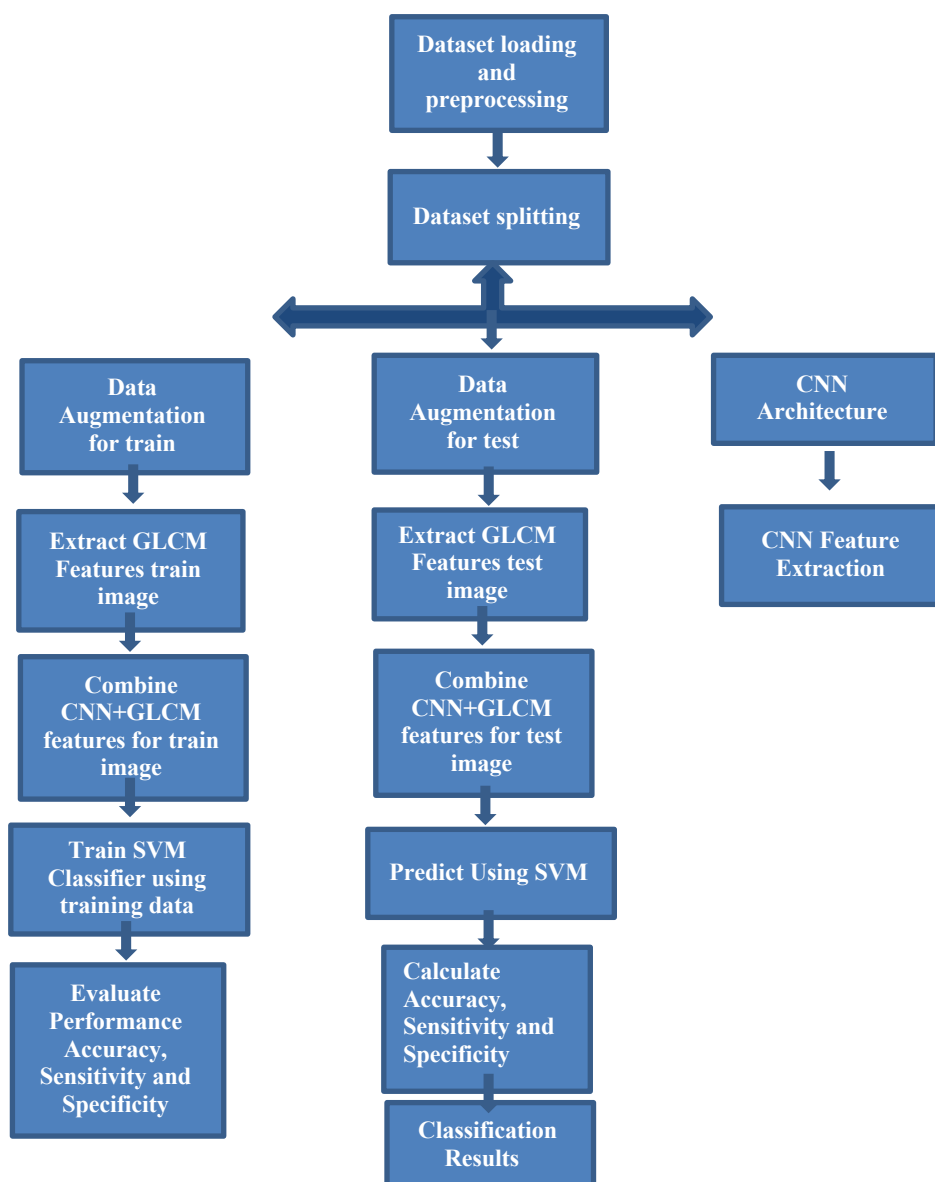 Dataset loading
and
preprocessing
Dataset splitting
Data
Augmentation
for train
Extract GLCM
Features train
image
Combine
CNN+GLCM
features for train
image
Train SVM
Classifier using
training data
Evaluate
Performance
Accuracy,
Sensitivity and
Specificity
Data
Augmentation
for test
Extract GLCM
Features test
image
Combine
CNN+GLCM
features for test
image
Predict Using SVM
Calculate
Accuracy,
Sensitivity and
Specificity
Classification
Results
CNN
Architecture
CNN Feature
Extraction